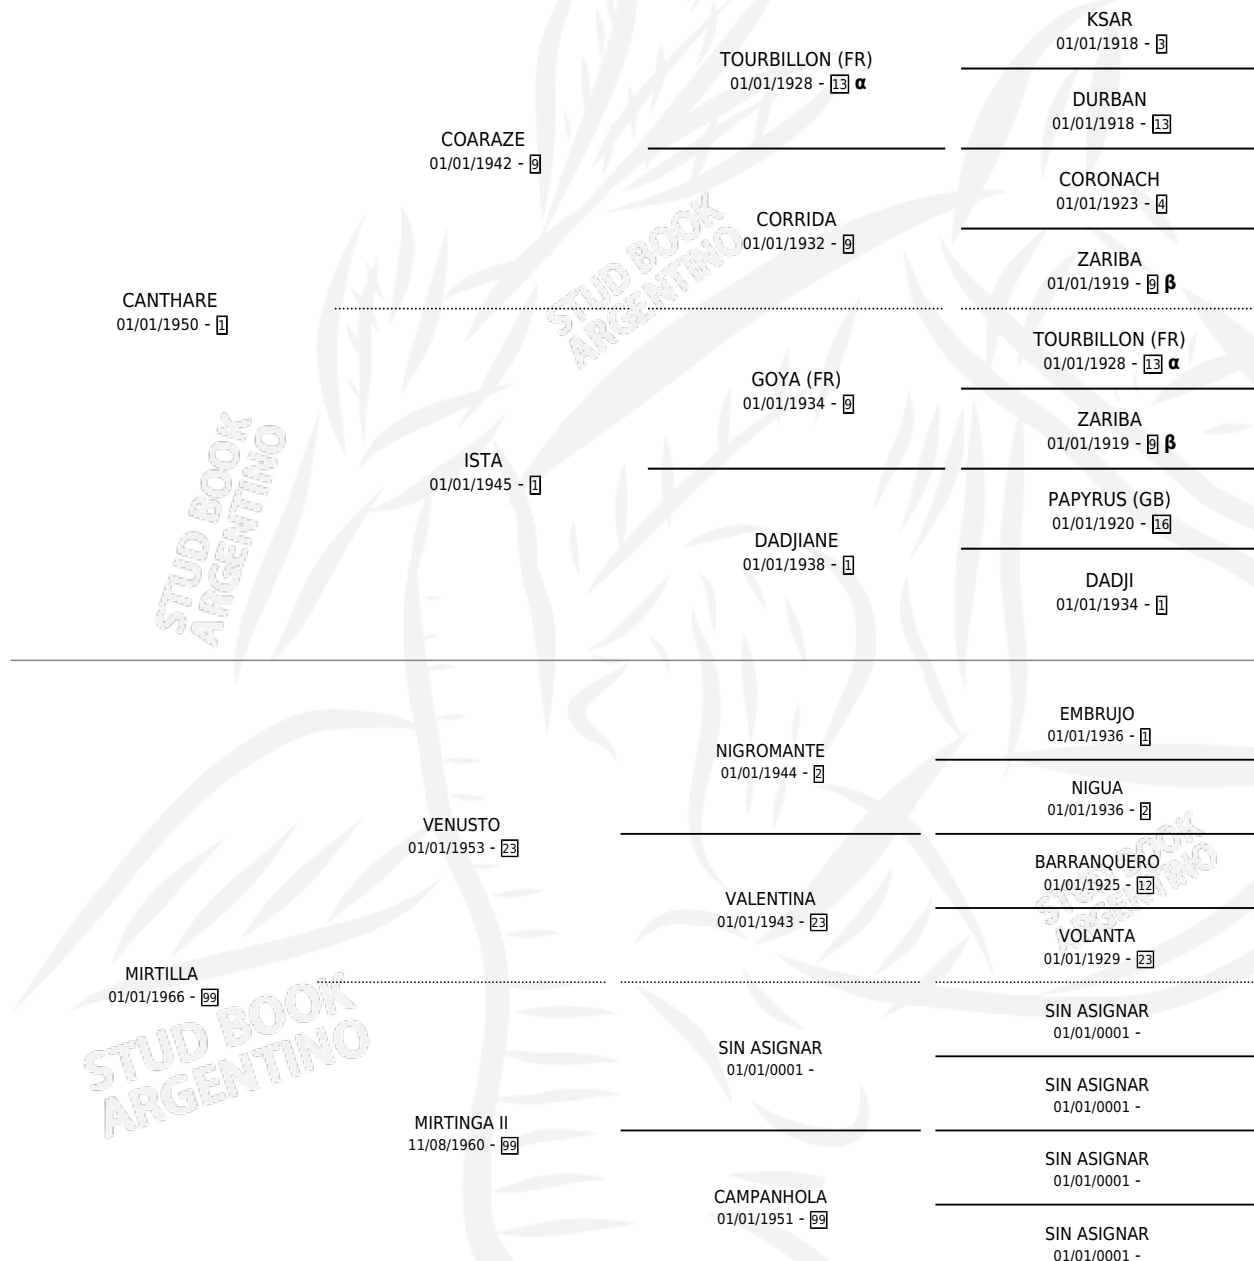 KSAR
01/01/1918 - 3
TOURBILLON (FR)
01/01/1928 - 13 α
DURBAN
01/01/1918 - 13
COARAZE
01/01/1942 - 9
CORONACH
01/01/1923 - 4
CORRIDA
01/01/1932 - 9
ZARIBA
01/01/1919 - 9 β
CANTHARE
01/01/1950 - 1
TOURBILLON (FR)
01/01/1928 - 13 α
GOYA (FR)
01/01/1934 - 9
ZARIBA
01/01/1919 - 9 β
ISTA
01/01/1945 - 1
PAPYRUS (GB)
01/01/1920 - 16
DADJIANE
01/01/1938 - 1
DADJI
01/01/1934 - 1
EMBRUJO
01/01/1936 - 1
NIGROMANTE
01/01/1944 - 2
NIGUA
01/01/1936 - 2
VENUSTO
01/01/1953 - 23
BARRANQUERO
01/01/1925 - 12
VALENTINA
01/01/1943 - 23
VOLANTA
01/01/1929 - 23
MIRTILLA
01/01/1966 - 99
SIN ASIGNAR
01/01/0001 -
SIN ASIGNAR
01/01/0001 -
SIN ASIGNAR
01/01/0001 -
MIRTINGA II
11/08/1960 - 99
SIN ASIGNAR
01/01/0001 -
CAMPANHOLA
01/01/1951 - 99
SIN ASIGNAR
01/01/0001 -
STUD BOOK
ARGENTINO
STUD BOOK
ARGENTINO
STUD BOOK
ARGENTINO
STUD BOOK
ARGENTINO